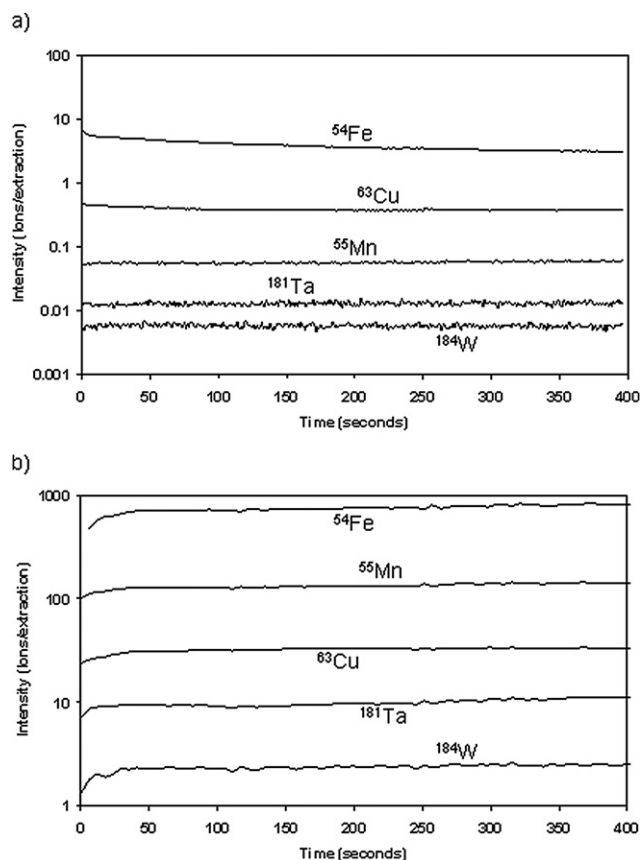 a)
100
10
1
0.1
0.01
0.001
Intensity (Ions/extraction)
54Fe
63Cu
55Mn
181Ta
184W
0 50 100 150 200 250 300 350 400
Time (seconds)
b)
1000
100
10
1
Intensity (Ions/extraction)
54Fe
55Mn
63Cu
181Ta
184W
0 50 100 150 200 250 300 350 400
Time (seconds)